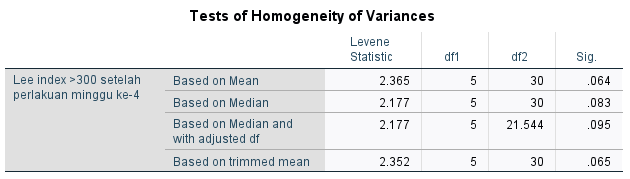 Tests of Homogeneity of Variances
Levene
Statistic df1 df2 Sig.
Lee index >300 setelah
perlakuan minggu ke-4
Based on Mean 2.365 5 30 .064
Based on Median 2.177 5 30 .083
Based on Median and
with adjusted df 2.177 5 21.544 .095
Based on trimmed mean 2.352 5 30 .065